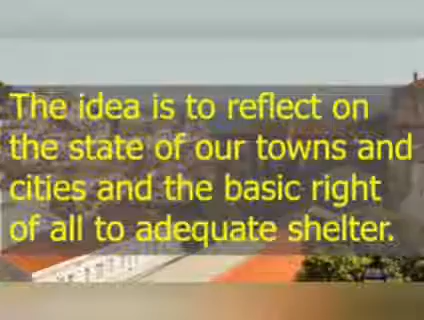 The idea is to reflect on
the state of our towns and
cities and the basic right
of all to adequate shelter.